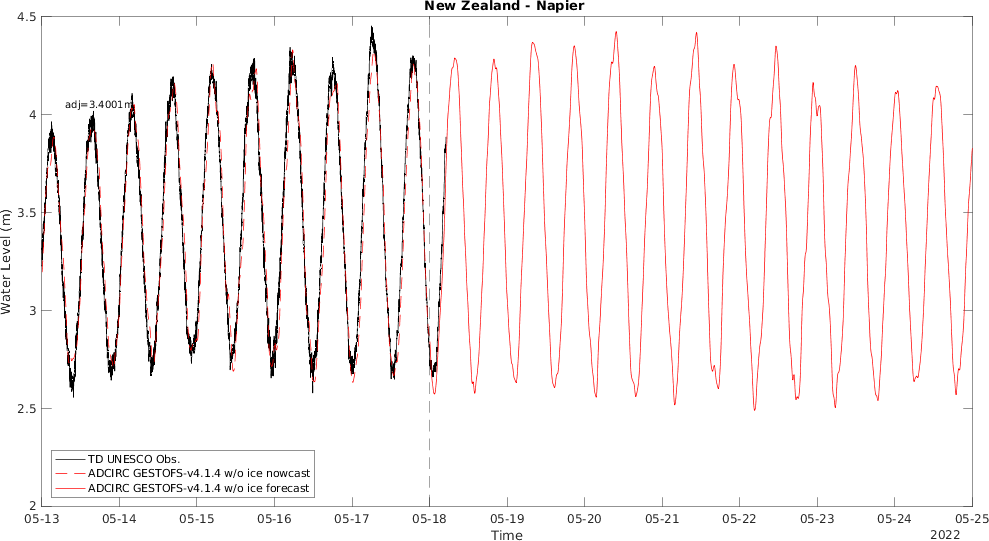 New Zealand - Napier
4.5
4
3.5
3
2.5
2
Water Level (m)
adj=3.4001m
TD UNESCO Obs.
ADCIRC GESTOFS-v4.1.4 w/o ice nowcast
ADCIRC GESTOFS-v4.1.4 w/o ice forecast
05-13 05-14 05-15 05-16 05-17 05-18 05-19 05-20 05-21 05-22 05-23 05-24 05-25
Time
2022